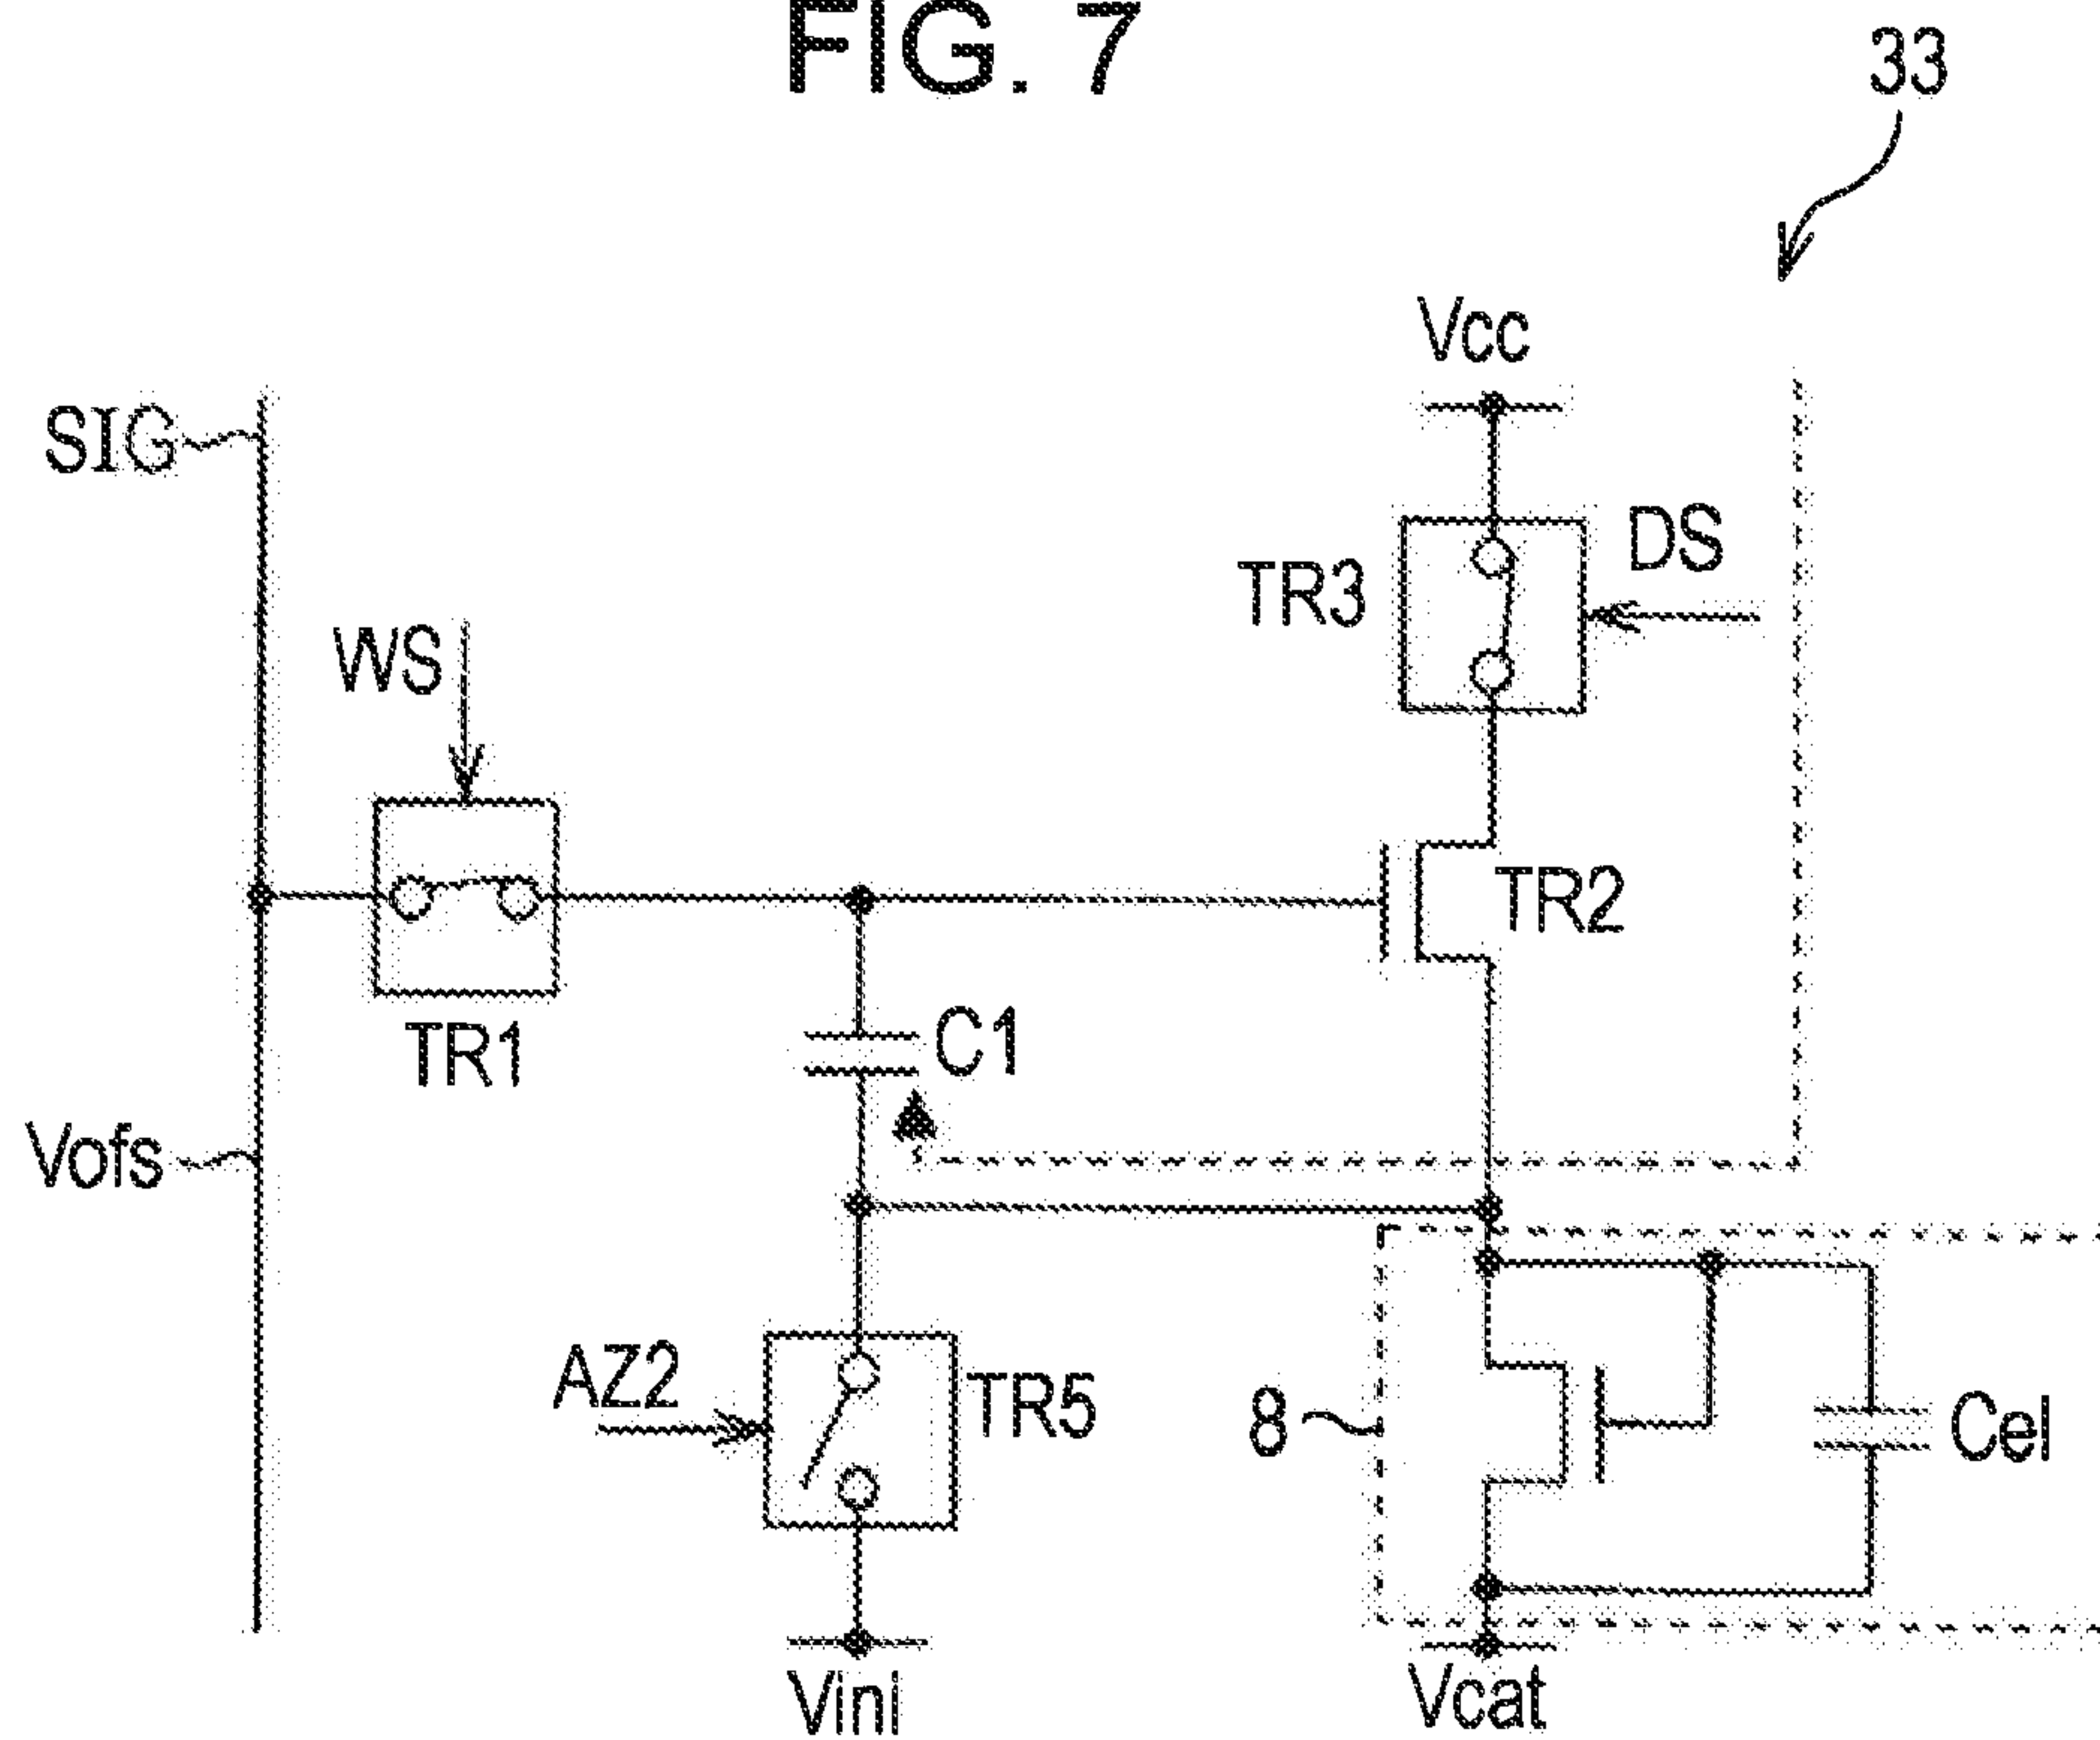 FIG. 7
33
Vcc
SIG
DS
TR3
WS
TR2
C1
TR1
Vofs
AZ2
TR5
8
Cel
Vini
Vcat